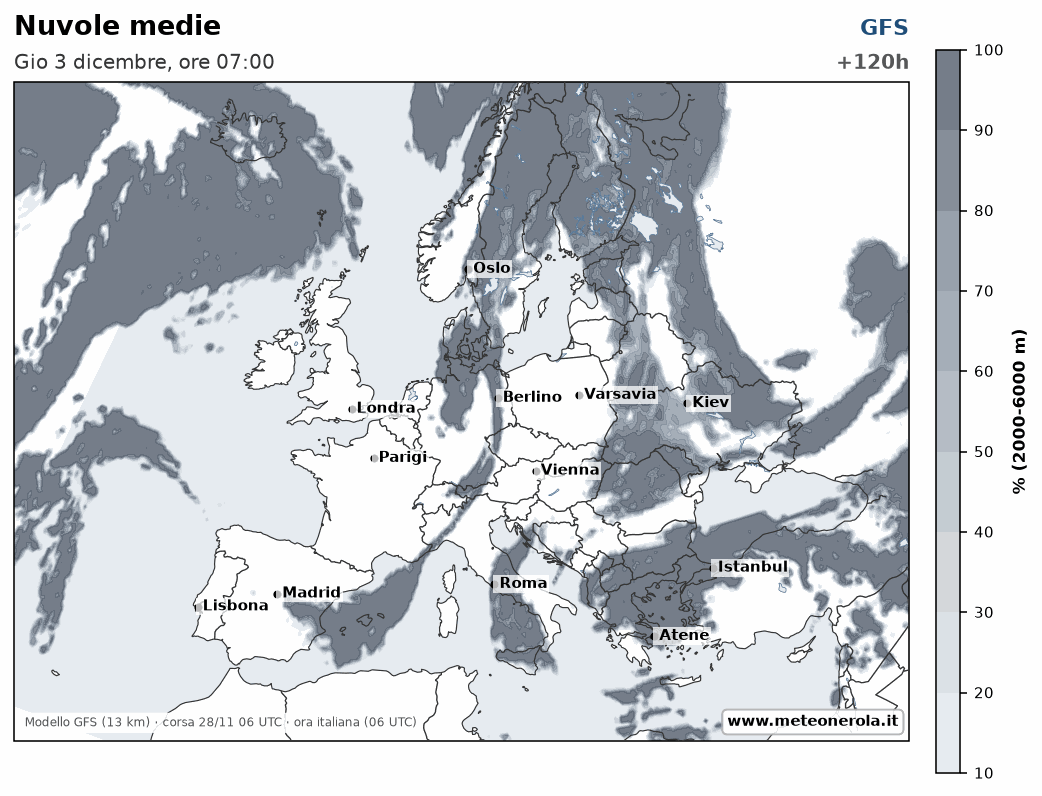 Nuvole medie
GFS
Gio 3 dicembre, ore 07:00
+120h
100
90
80
70
60
50
40
30
20
10
% (2000-6000 m)
Oslo
Berlino
Varsavia
Kiev
Londra
Parigi
Vienna
Istanbul
Roma
Madrid
Lisbona
Atene
Modello GFS (13 km) · corsa 28/11 06 UTC · ora italiana (06 UTC)
www.meteonerola.it